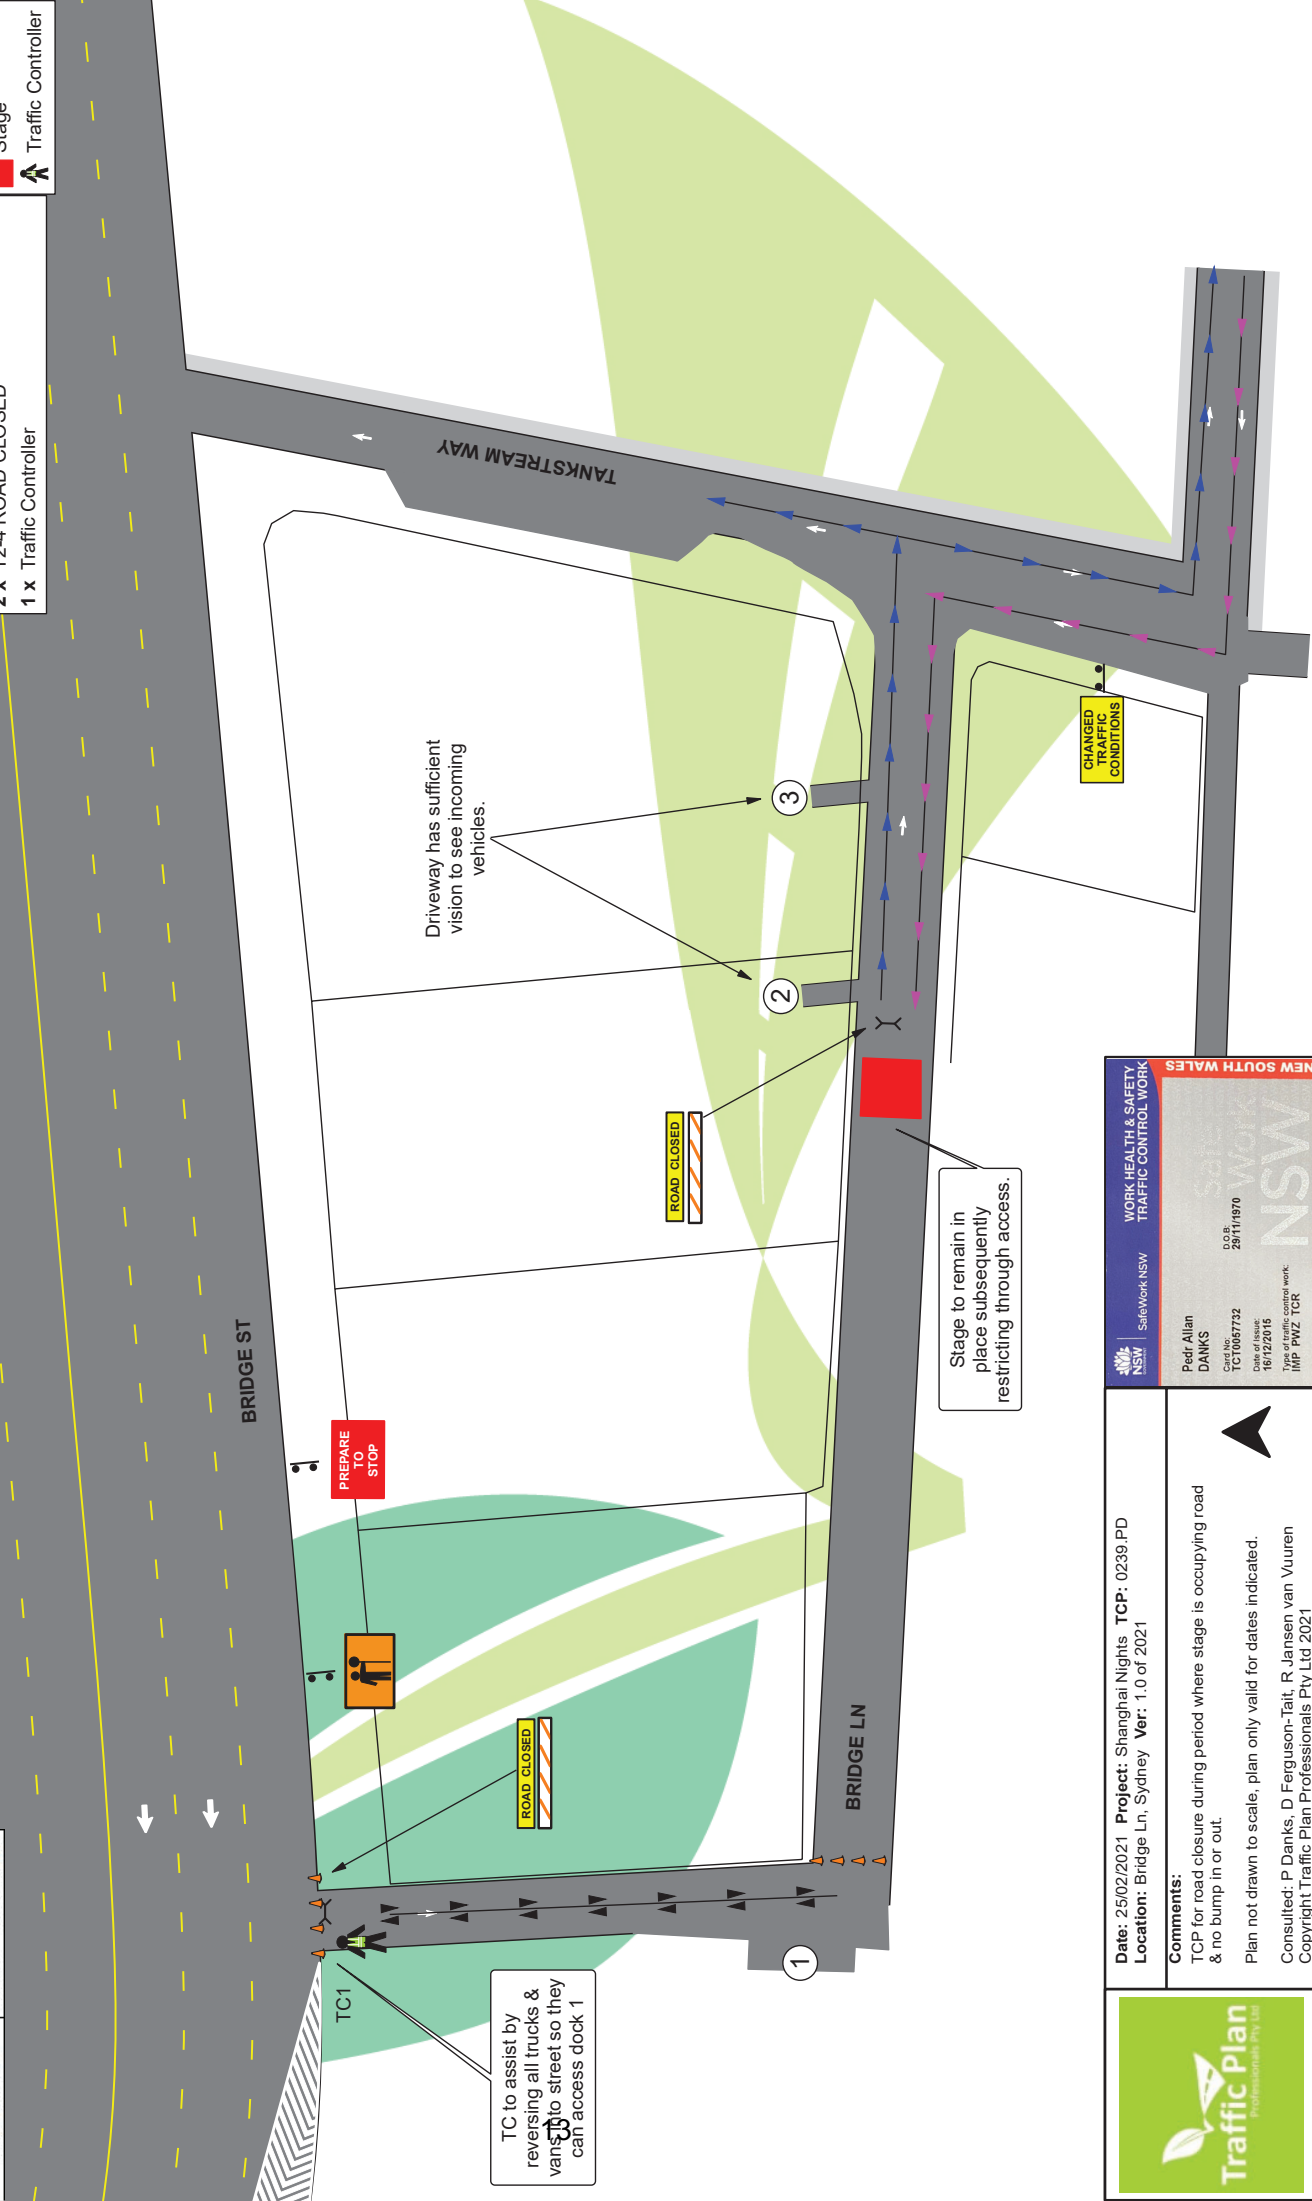 Stage
Traffic Controller
2 x T2-4 ROAD CLOSED
1 x Traffic Controller
BRIDGE ST
TANKSTREAM WAY
Driveway has sufficient
vision to see incoming
vehicles.
3
2
CHANGED
TRAFFIC
CONDITIONS
ROAD CLOSED
PREPARE
TO
STOP
ROAD CLOSED
Stage to remain in
place subsequently
restricting through access.
BRIDGE LN
TC1
1
TC to assist by
reversing all trucks &
vans into street so they
can access dock 1
13
Traffic Plan
Professionals Pty Ltd
Date: 25/02/2021 Project: Shanghai Nights TCP: 0239.PD
Location: Bridge Ln, Sydney Ver: 1.0 of 2021
Comments:
TCP for road closure during period where stage is occupying road
& no bump in or out.
Plan not drawn to scale, plan only valid for dates indicated.
Consulted: P Danks, D Ferguson-Tait, R Jansen van Vuuren
Copyright Traffic Plan Professionals Pty Ltd 2021
NSW
GOVERNMENT
SafeWork NSW
WORK HEALTH & SAFETY
TRAFFIC CONTROL WORK
Pedr Allan
DANKS
Card No:
TCT0057732
D.O.B:
29/11/1970
Date of Issue:
16/12/2015
Type of traffic control work:
IMP PWZ TCR
Safe
Work
NSW
NEW SOUTH WALES